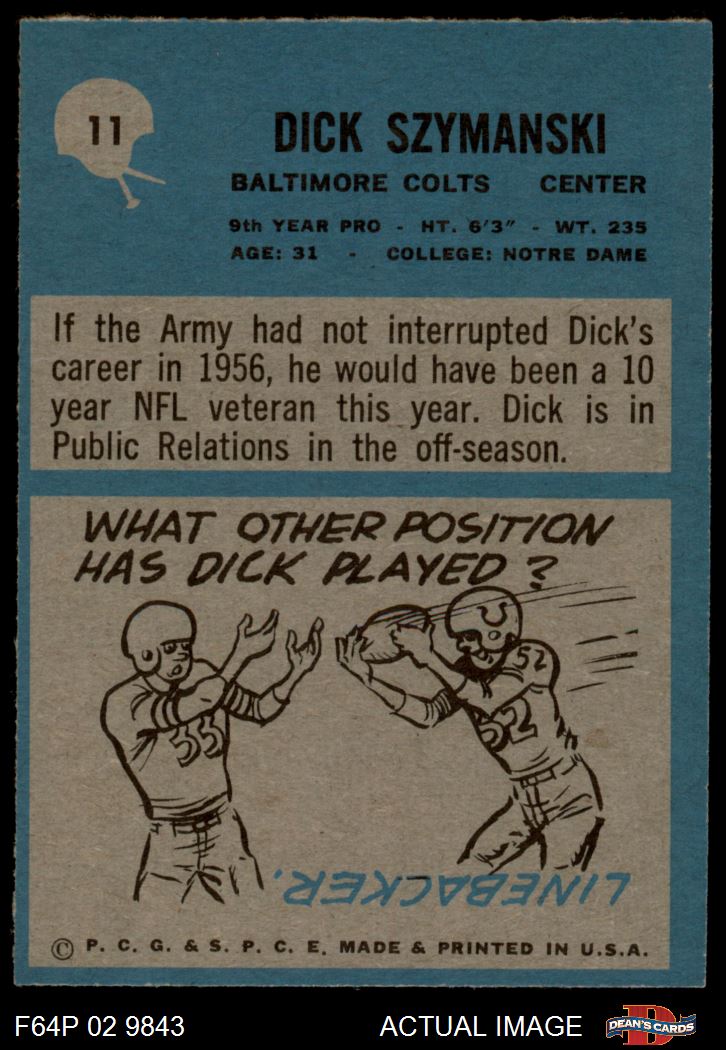 11
DICK SZYMANSKI
BALTIMORE COLTS CENTER
9th YEAR PRO - HT. 6'3" - WT. 235
AGE: 31 - COLLEGE: NOTRE DAME
If the Army had not interrupted Dick's
career in 1956, he would have been a 10
year NFL veteran this year. Dick is in
Public Relations in the off-season.
WHAT OTHER POSITION
HAS DICK PLAYED?
52
55
52
LINEBACKER.
© P. C. G. & S. P. C. E. MADE & PRINTED IN U.S.A.
F64P 02 9843 ACTUAL IMAGE
D
DEAN'S CARDS